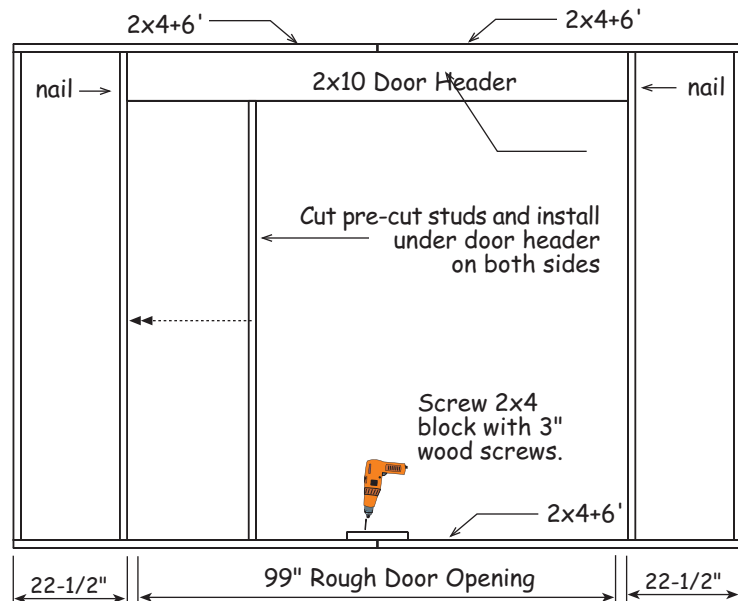 2x4+6'
2x4+6'
nail
2x10 Door Header
nail
Cut pre-cut studs and install
under door header
on both sides
Screw 2x4
block with 3"
wood screws.
2x4+6'
22-1/2"
99" Rough Door Opening
22-1/2"